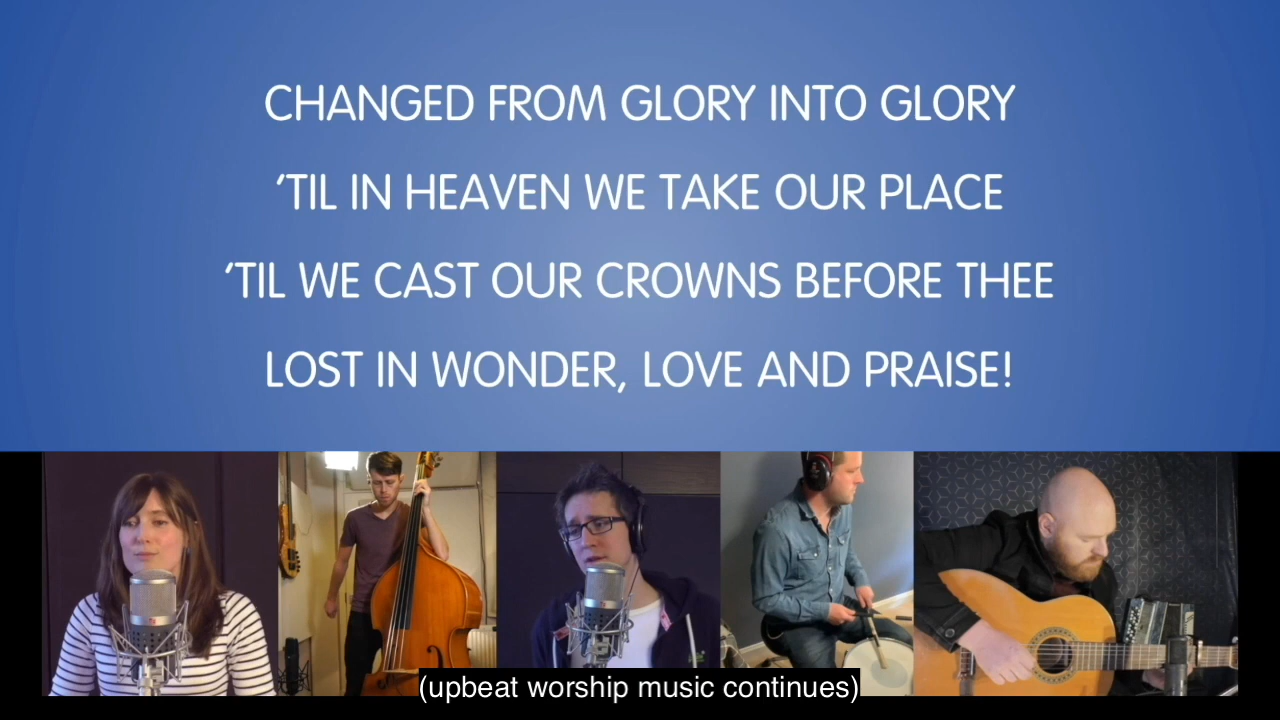 CHANGED FROM GLORY INTO GLORY
'TIL IN HEAVEN WE TAKE OUR PLACE
'TIL WE CAST OUR CROWNS BEFORE THEE
LOST IN WONDER, LOVE AND PRAISE!
(upbeat worship music continues)